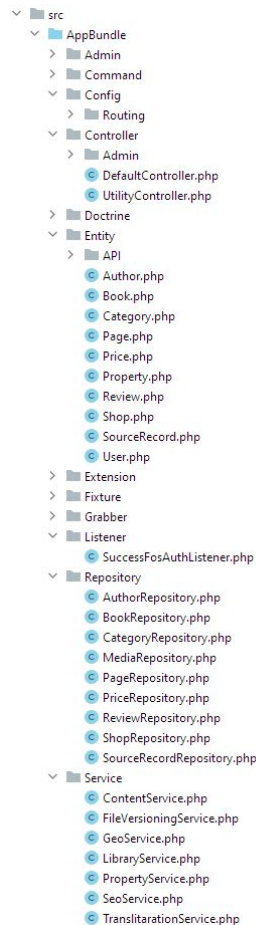 src
AppBundle
Admin
Command
Config
Routing
Controller
Admin
DefaultController.php
UtilityController.php
Doctrine
Entity
API
Author.php
Book.php
Category.php
Page.php
Price.php
Property.php
Review.php
Shop.php
SourceRecord.php
User.php
Extension
Fixture
Grabber
Listener
SuccessFosAuthListener.php
Repository
AuthorRepository.php
BookRepository.php
CategoryRepository.php
MediaRepository.php
PageRepository.php
PriceRepository.php
ReviewRepository.php
ShopRepository.php
SourceRecordRepository.php
Service
ContentService.php
FileVersioningService.php
GeoService.php
LibraryService.php
PropertyService.php
SeoService.php
TranslitarationService.php